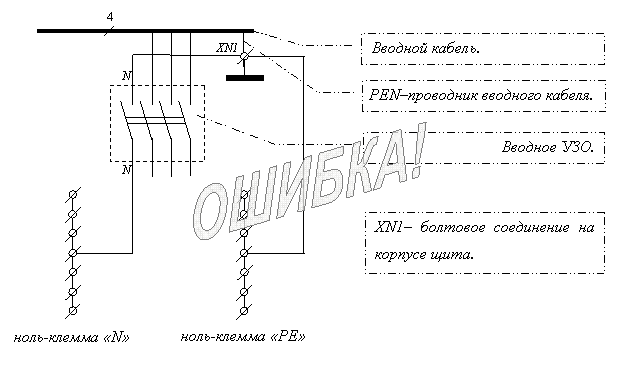 4
Вводной кабель.
XN1
N
PEN–проводник вводного кабеля.
Вводное УЗО.
N
ОШИБКА!
XN1– болтовое соединение на
корпусе щита.
ноль-клемма «N»
ноль-клемма «PE»